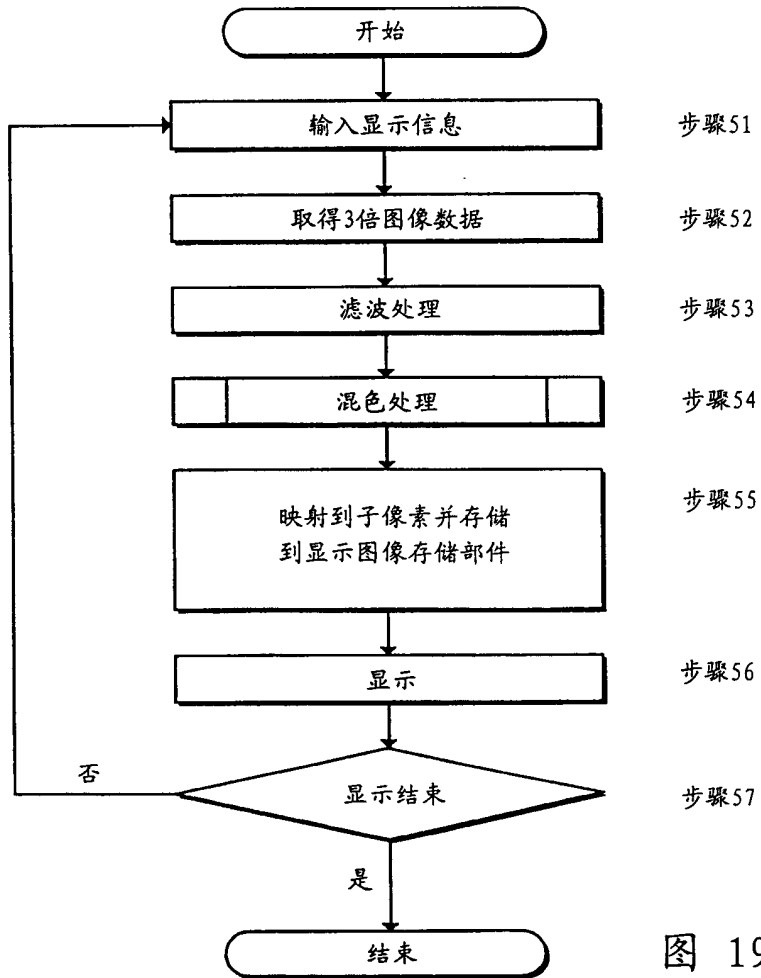 开始
输入显示信息 步骤51
取得3倍图像数据 步骤52
滤波处理 步骤53
混色处理 步骤54
映射到子像素并存储 步骤55
到显示图像存储部件
显示 步骤56
否
显示结束 步骤57
是
结束
图 19